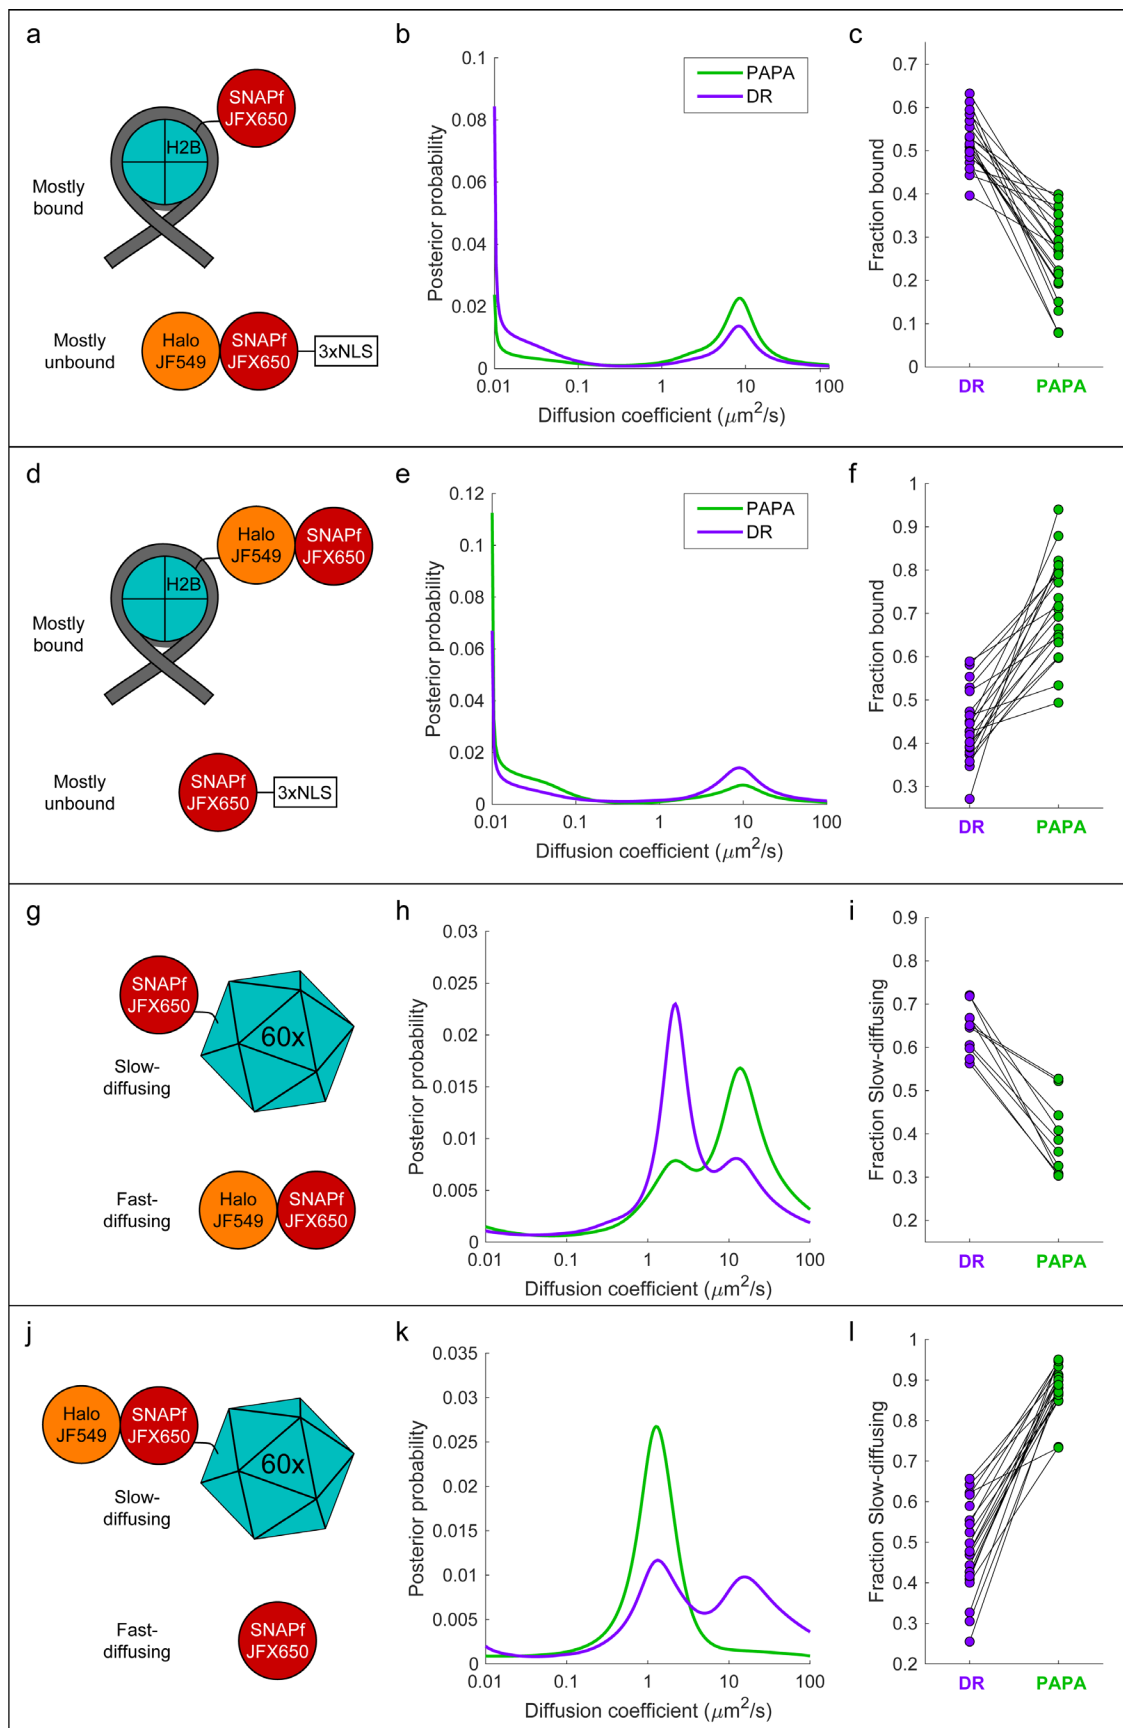 a
SNAPf
JFX650
H2B
Mostly
bound
Mostly
unbound
Halo
JF549
SNAPf
JFX650
3xNLS
b
PAPA
DR
Posterior probability
0.1
0.08
0.06
0.04
0.02
0
0.01
0.1
1
10
100
Diffusion coefficient (μm²/s)
c
Fraction bound
0.7
0.6
0.5
0.4
0.3
0.2
0.1
0
DR
PAPA
d
Halo
JF549
SNAPf
JFX650
H2B
Mostly
bound
Mostly
unbound
SNAPf
JFX650
3xNLS
e
PAPA
DR
Posterior probability
0.12
0.1
0.08
0.06
0.04
0.02
0
0.01
0.1
1
10
100
Diffusion coefficient (μm²/s)
f
Fraction bound
1
0.9
0.8
0.7
0.6
0.5
0.4
0.3
DR
PAPA
g
SNAPf
JFX650
60x
Slow-
diffusing
Fast-
diffusing
Halo
JF549
SNAPf
JFX650
h
Posterior probability
0.03
0.025
0.02
0.015
0.01
0.005
0
0.01
0.1
1
10
100
Diffusion coefficient (μm²/s)
i
Fraction Slow-diffusing
0.9
0.8
0.7
0.6
0.5
0.4
0.3
0.2
DR
PAPA
j
Halo
JF549
SNAPf
JFX650
60x
Slow-
diffusing
Fast-
diffusing
SNAPf
JFX650
k
Posterior probability
0.035
0.03
0.025
0.02
0.015
0.01
0.005
0
0.01
0.1
1
10
100
Diffusion coefficient (μm²/s)
l
Fraction Slow-diffusing
1
0.9
0.8
0.7
0.6
0.5
0.4
0.3
0.2
DR
PAPA